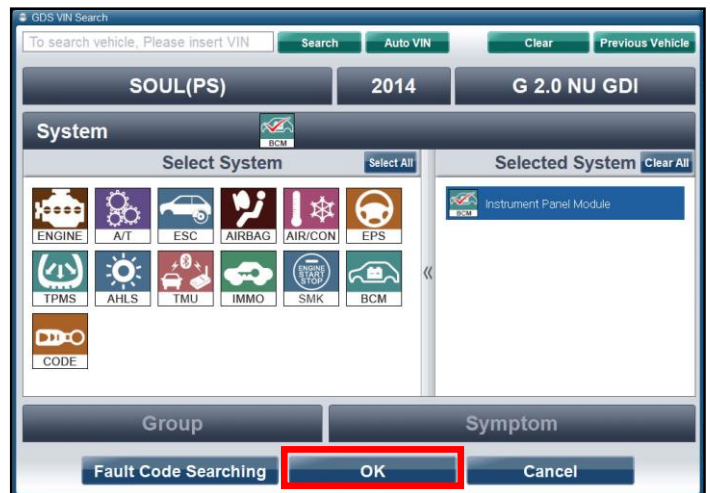 GDS VIN Search
To search vehicle, Please insert VIN Search Auto VIN Clear Previous Vehicle
SOUL(PS) 2014 G 2.0 NU GDI
System BCM
Select System Select All Selected System Clear All
BCM Instrument Panel Module
ENGINE A/T ESC AIRBAG AIR/CON EPS
ENGINE START STOP
TPMS AHLS TMU IMMO SMK BCM
CODE
Group Symptom
Fault Code Searching OK Cancel